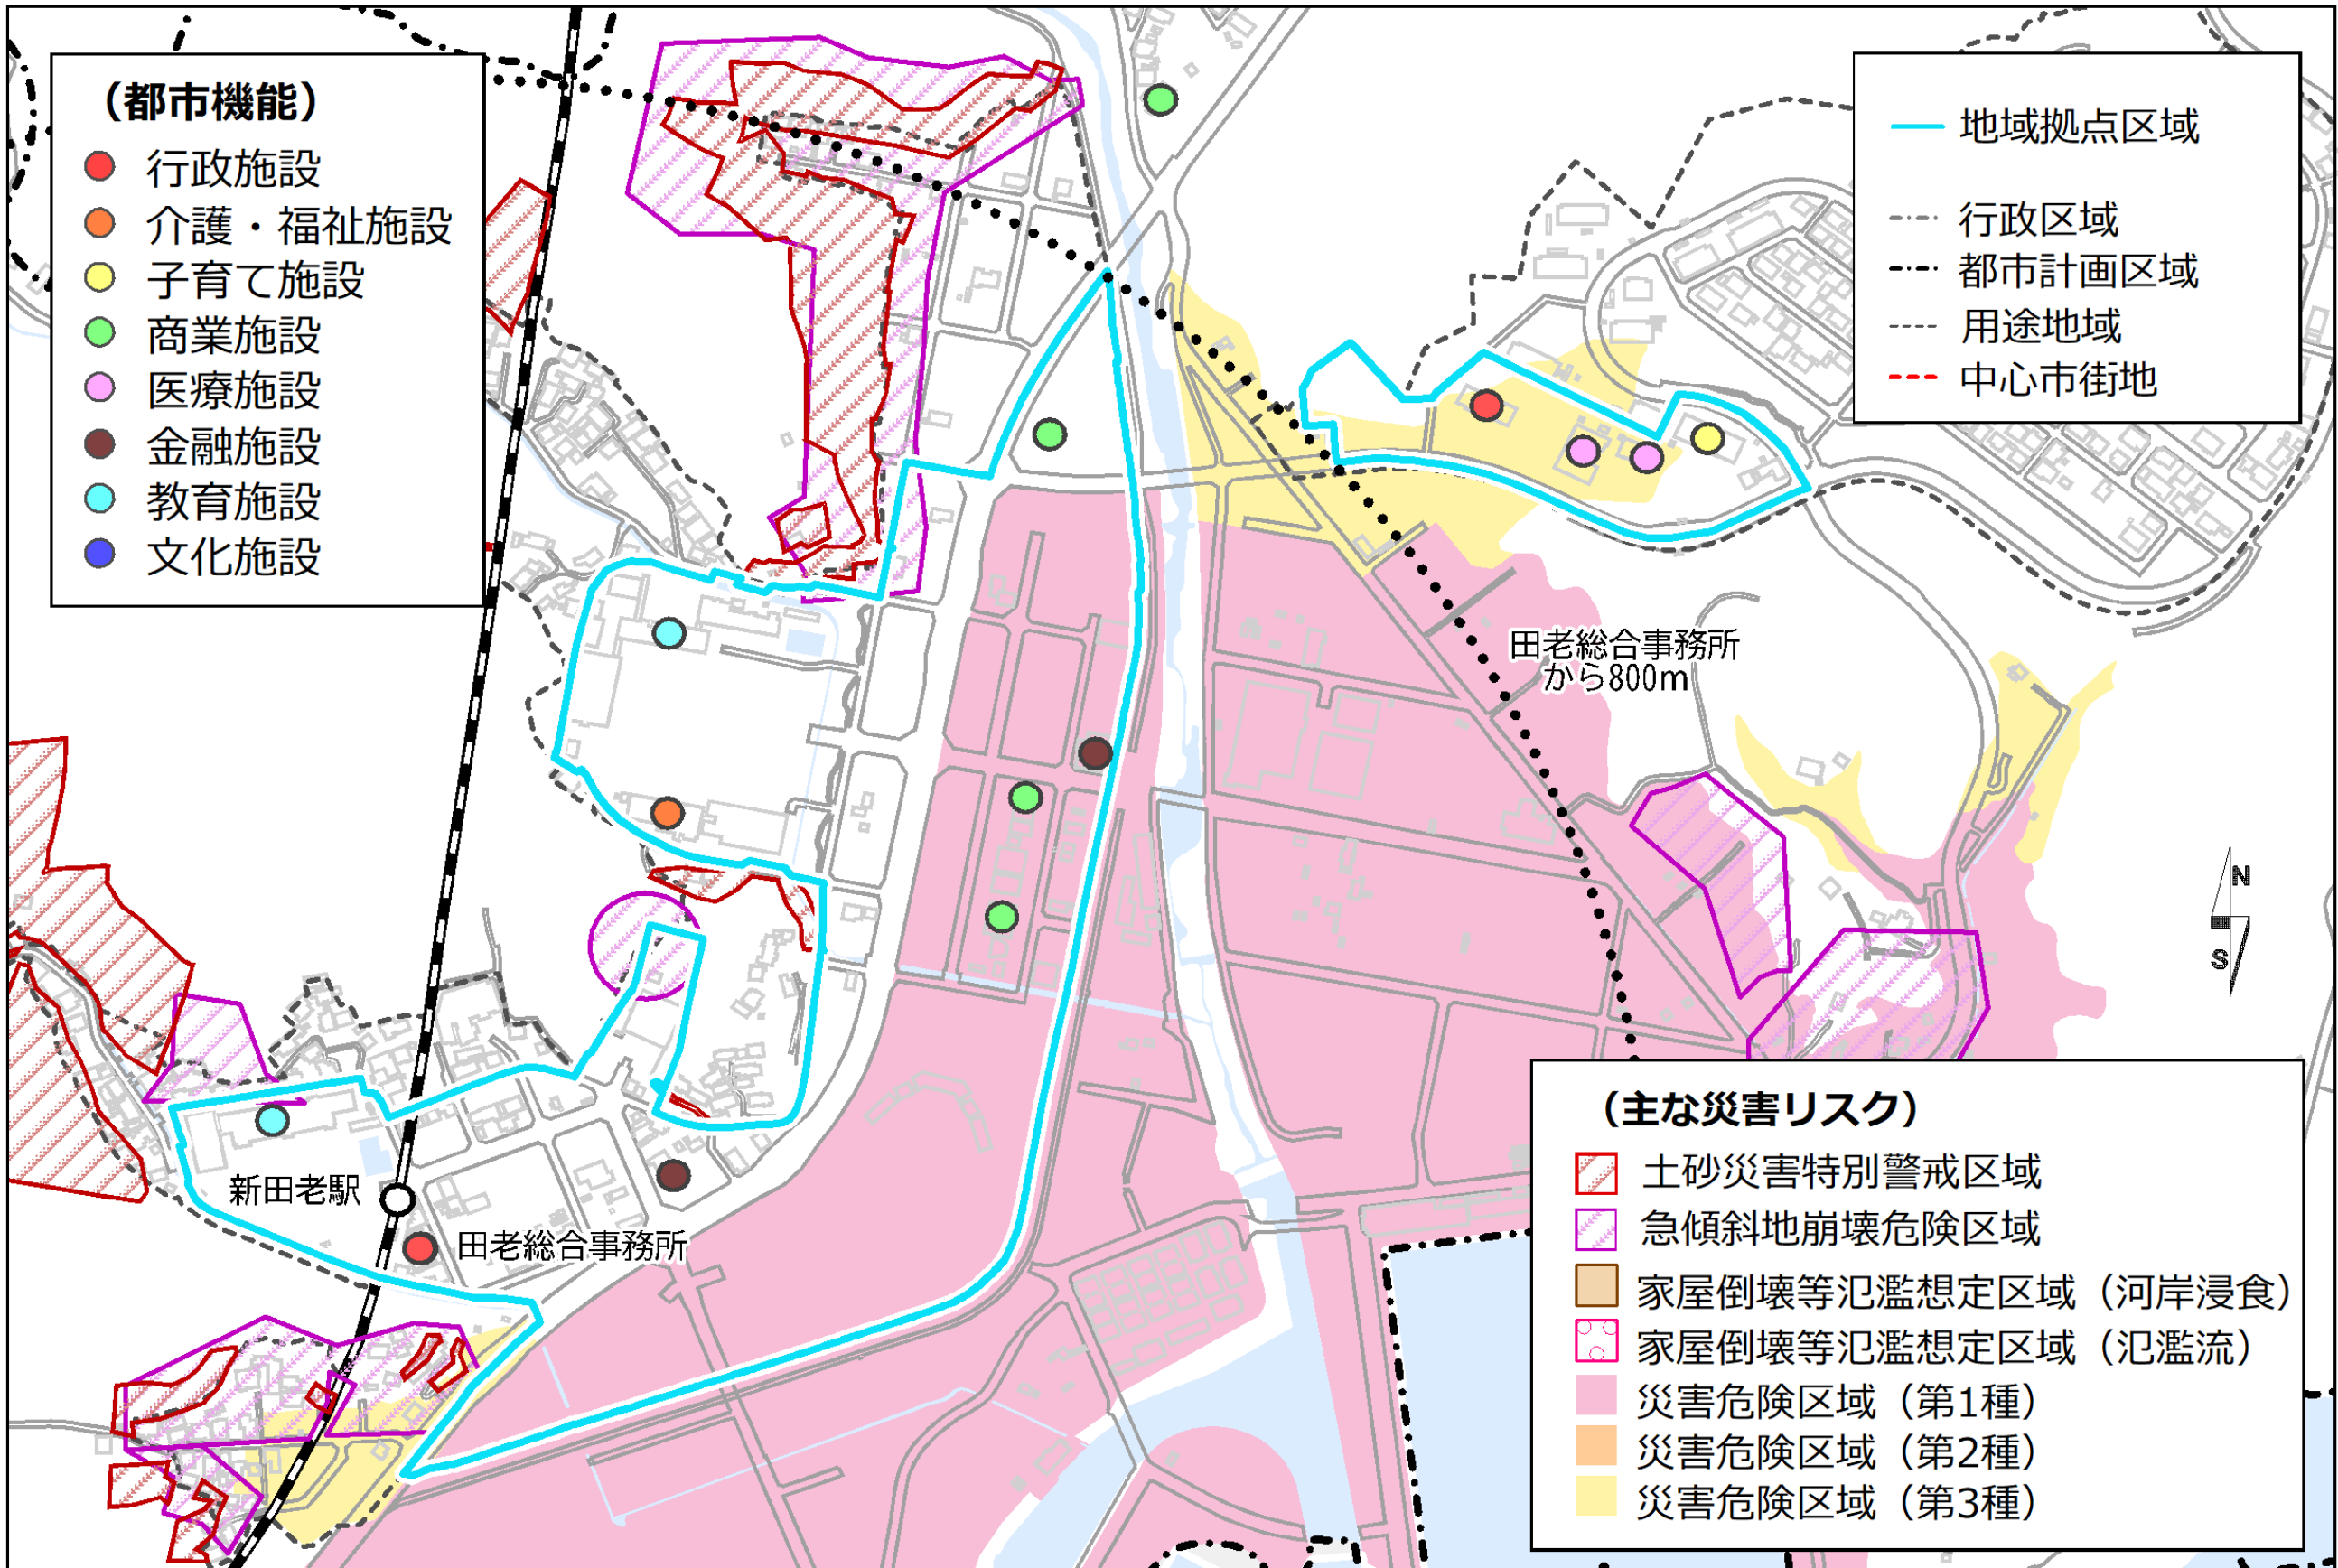 （都市機能）
行政施設
介護・福祉施設
子育て施設
商業施設
医療施設
金融施設
教育施設
文化施設
地域拠点区域
行政区域
都市計画区域
用途地域
中心市街地
田老総合事務所
から800m
N
S
新田老駅
田老総合事務所
（主な災害リスク）
土砂災害特別警戒区域
急傾斜地崩壊危険区域
家屋倒壊等氾濫想定区域（河岸浸食）
家屋倒壊等氾濫想定区域（氾濫流）
災害危険区域（第1種）
災害危険区域（第2種）
災害危険区域（第3種）